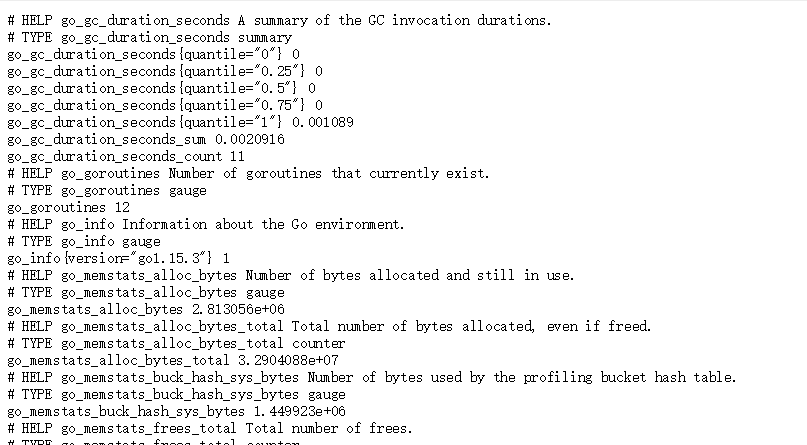 # HELP go_gc_duration_seconds A summary of the GC invocation durations.
# TYPE go_gc_duration_seconds summary
go_gc_duration_seconds{quantile="0"} 0
go_gc_duration_seconds{quantile="0.25"} 0
go_gc_duration_seconds{quantile="0.5"} 0
go_gc_duration_seconds{quantile="0.75"} 0
go_gc_duration_seconds{quantile="1"} 0.001089
go_gc_duration_seconds_sum 0.0020916
go_gc_duration_seconds_count 11
# HELP go_goroutines Number of goroutines that currently exist.
# TYPE go_goroutines gauge
go_goroutines 12
# HELP go_info Information about the Go environment.
# TYPE go_info gauge
go_info{version="go1.15.3"} 1
# HELP go_memstats_alloc_bytes Number of bytes allocated and still in use.
# TYPE go_memstats_alloc_bytes gauge
go_memstats_alloc_bytes 2.813056e+06
# HELP go_memstats_alloc_bytes_total Total number of bytes allocated, even if freed.
# TYPE go_memstats_alloc_bytes_total counter
go_memstats_alloc_bytes_total 3.2904088e+07
# HELP go_memstats_buck_hash_sys_bytes Number of bytes used by the profiling bucket hash table.
# TYPE go_memstats_buck_hash_sys_bytes gauge
go_memstats_buck_hash_sys_bytes 1.449923e+06
# HELP go_memstats_frees_total Total number of frees.
# TYPE go_memstats_frees_total counter